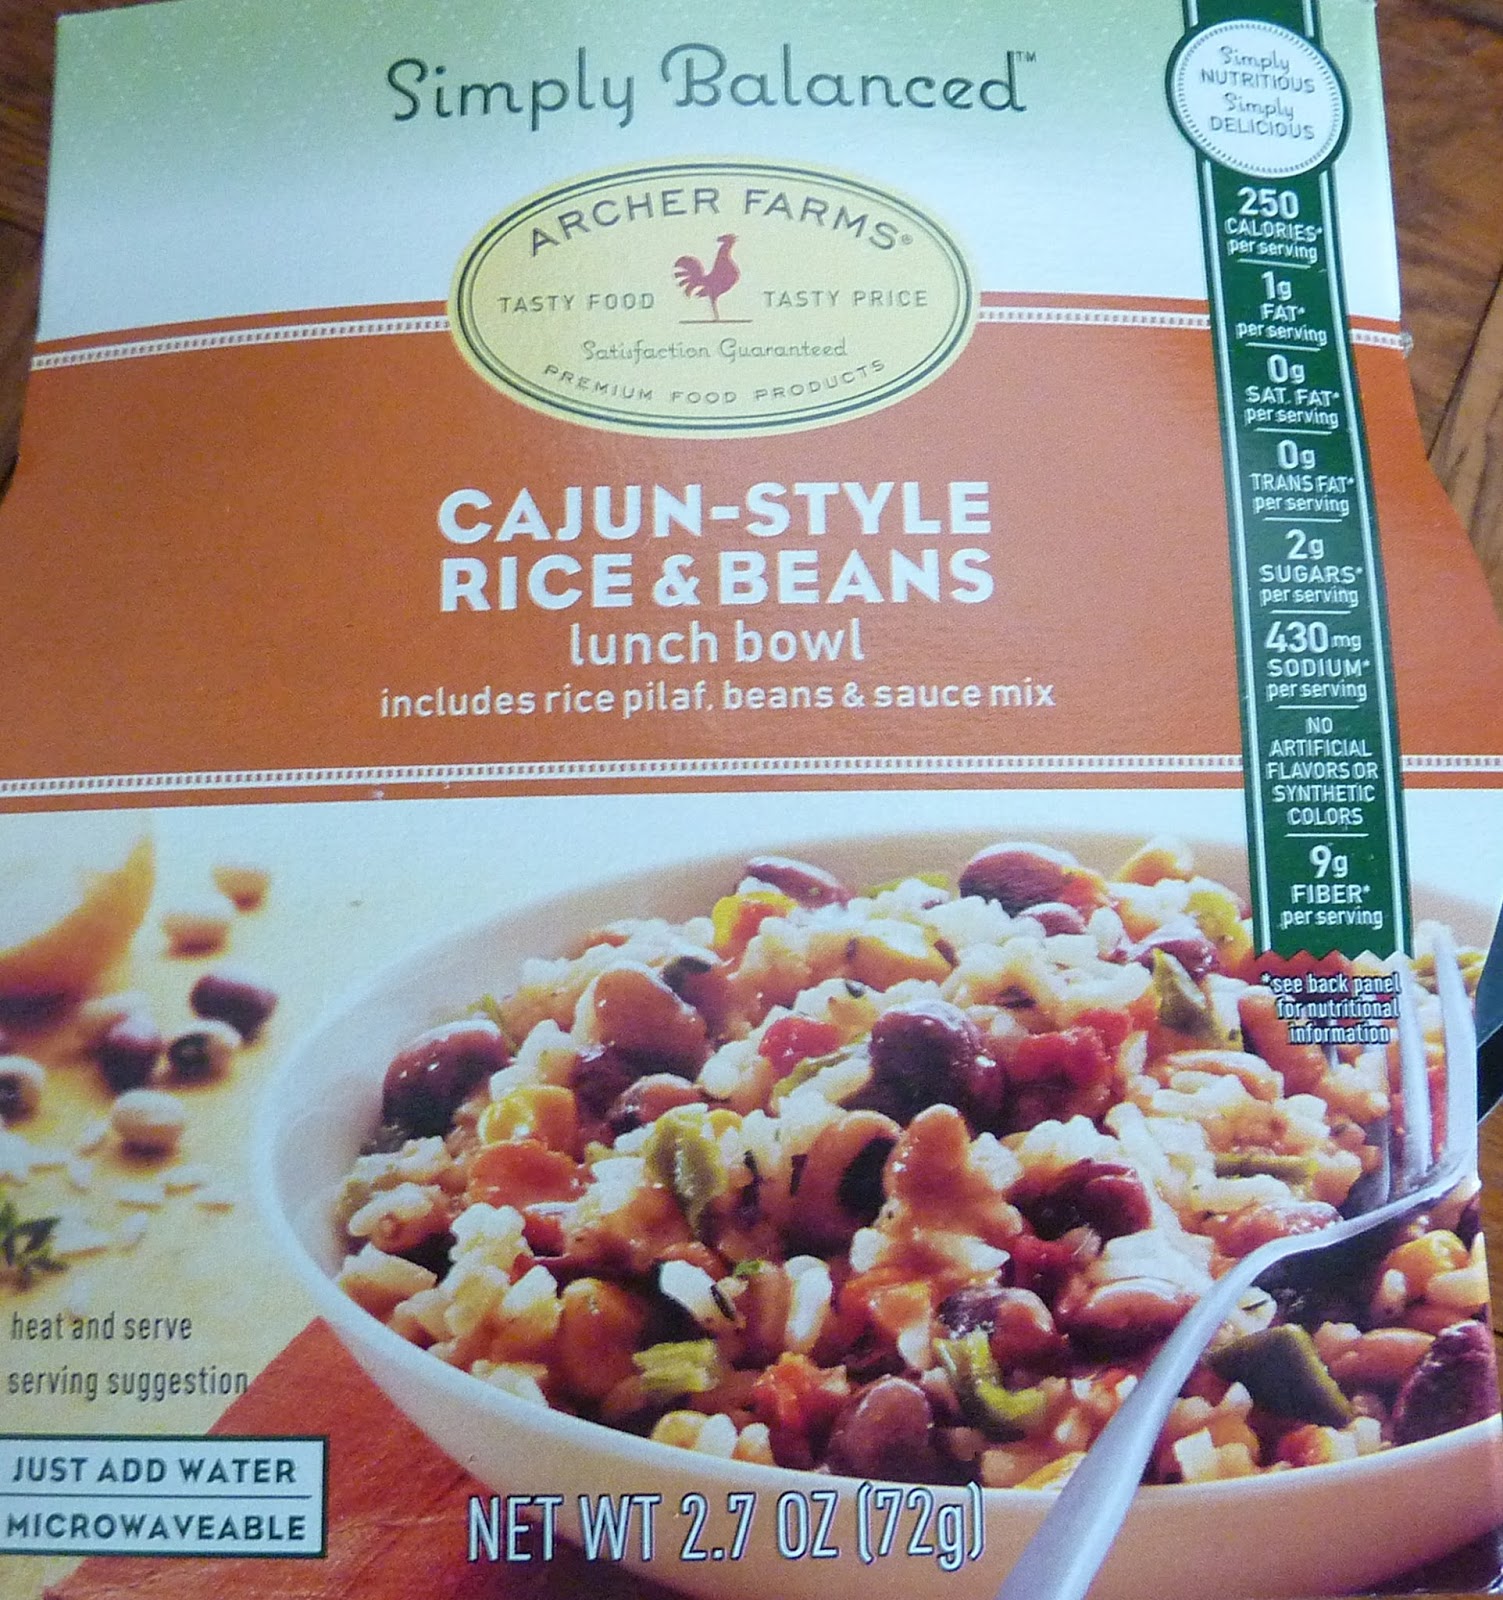 Simply Balanced™
ARCHER FARMS®
TASTY FOOD TASTY PRICE
Satisfaction Guaranteed
PREMIUM FOOD PRODUCTS
CAJUN-STYLE
RICE & BEANS
lunch bowl
includes rice pilaf, beans & sauce mix
Simply
NUTRITIOUS
Simply
DELICIOUS
250
CALORIES*
per serving
1g
FAT*
per serving
0g
SAT. FAT*
per serving
0g
TRANS FAT*
per serving
2g
SUGARS*
per serving
430mg
SODIUM*
per serving
NO
ARTIFICIAL
FLAVORS OR
SYNTHETIC
COLORS
9g
FIBER*
per serving
*see back panel
for nutritional
information
heat and serve
serving suggestion
JUST ADD WATER
MICROWAVEABLE
NET WT 2.7 OZ (72g)